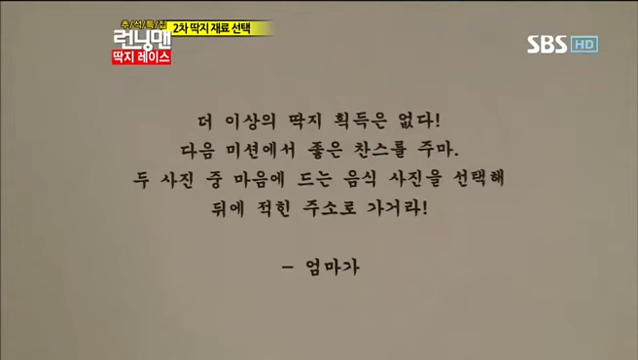 추석특집
런닝맨
딱지 레이스
2차 딱지 재료 선택
SBS HD
더 이상의 딱지 획득은 없다!
다음 미션에서 좋은 찬스를 주마.
두 사진 중 마음에 드는 음식 사진을 선택해
뒤에 적힌 주소로 가거라!
- 엄마가